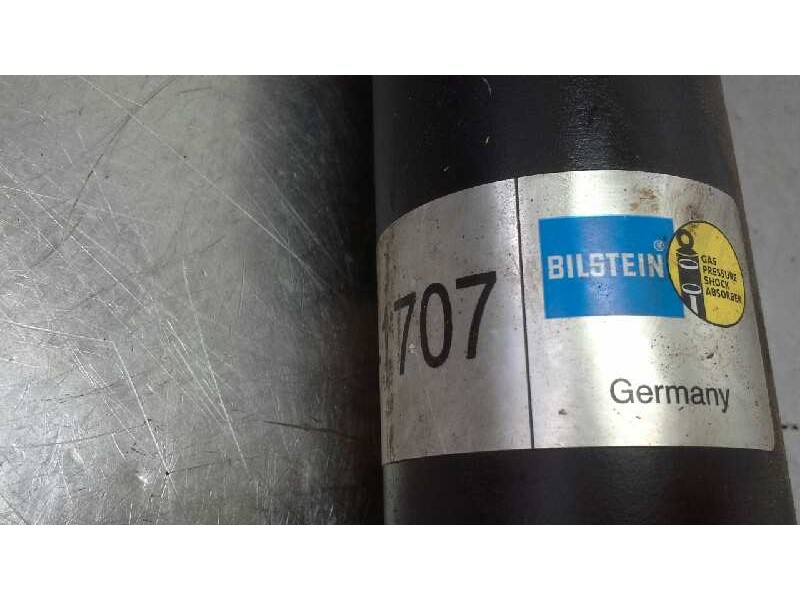 707
BILSTEIN®
GAS
PRESSURE
SHOCK
ABSORBER
Germany